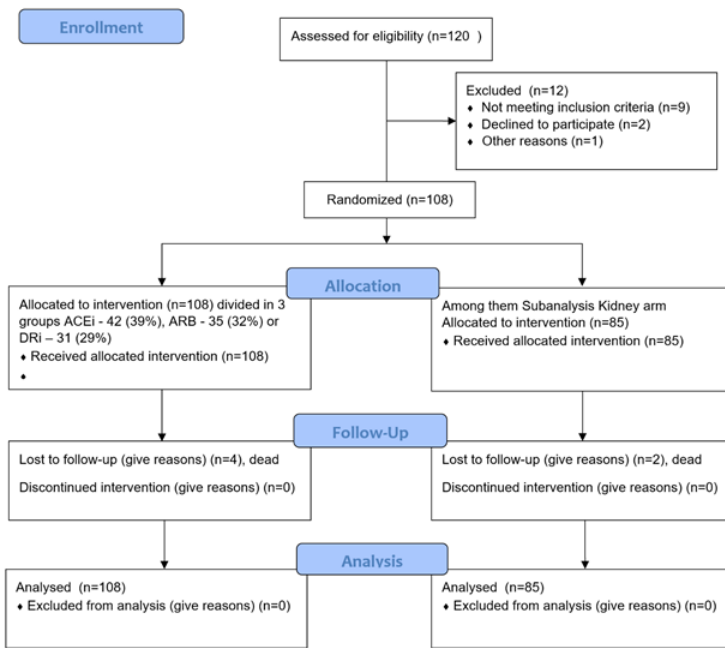 Enrollment
Assessed for eligibility (n=120 )
Excluded (n=12)
♦ Not meeting inclusion criteria (n=9)
♦ Declined to participate (n=2)
♦ Other reasons (n=1)
Randomized (n=108)
Allocation
Allocated to intervention (n=108) divided in 3
groups ACEi - 42 (39%), ARB - 35 (32%) or
DRi – 31 (29%)
♦ Received allocated intervention (n=108)
♦
Among them Subanalysis Kidney arm
Allocated to intervention (n=85)
♦ Received allocated intervention (n=85)
Follow-Up
Lost to follow-up (give reasons) (n=4), dead
Discontinued intervention (give reasons) (n=0)
Lost to follow-up (give reasons) (n=2), dead
Discontinued intervention (give reasons) (n=0)
Analysis
Analysed (n=108)
♦ Excluded from analysis (give reasons) (n=0)
Analysed (n=85)
♦ Excluded from analysis (give reasons) (n=0)